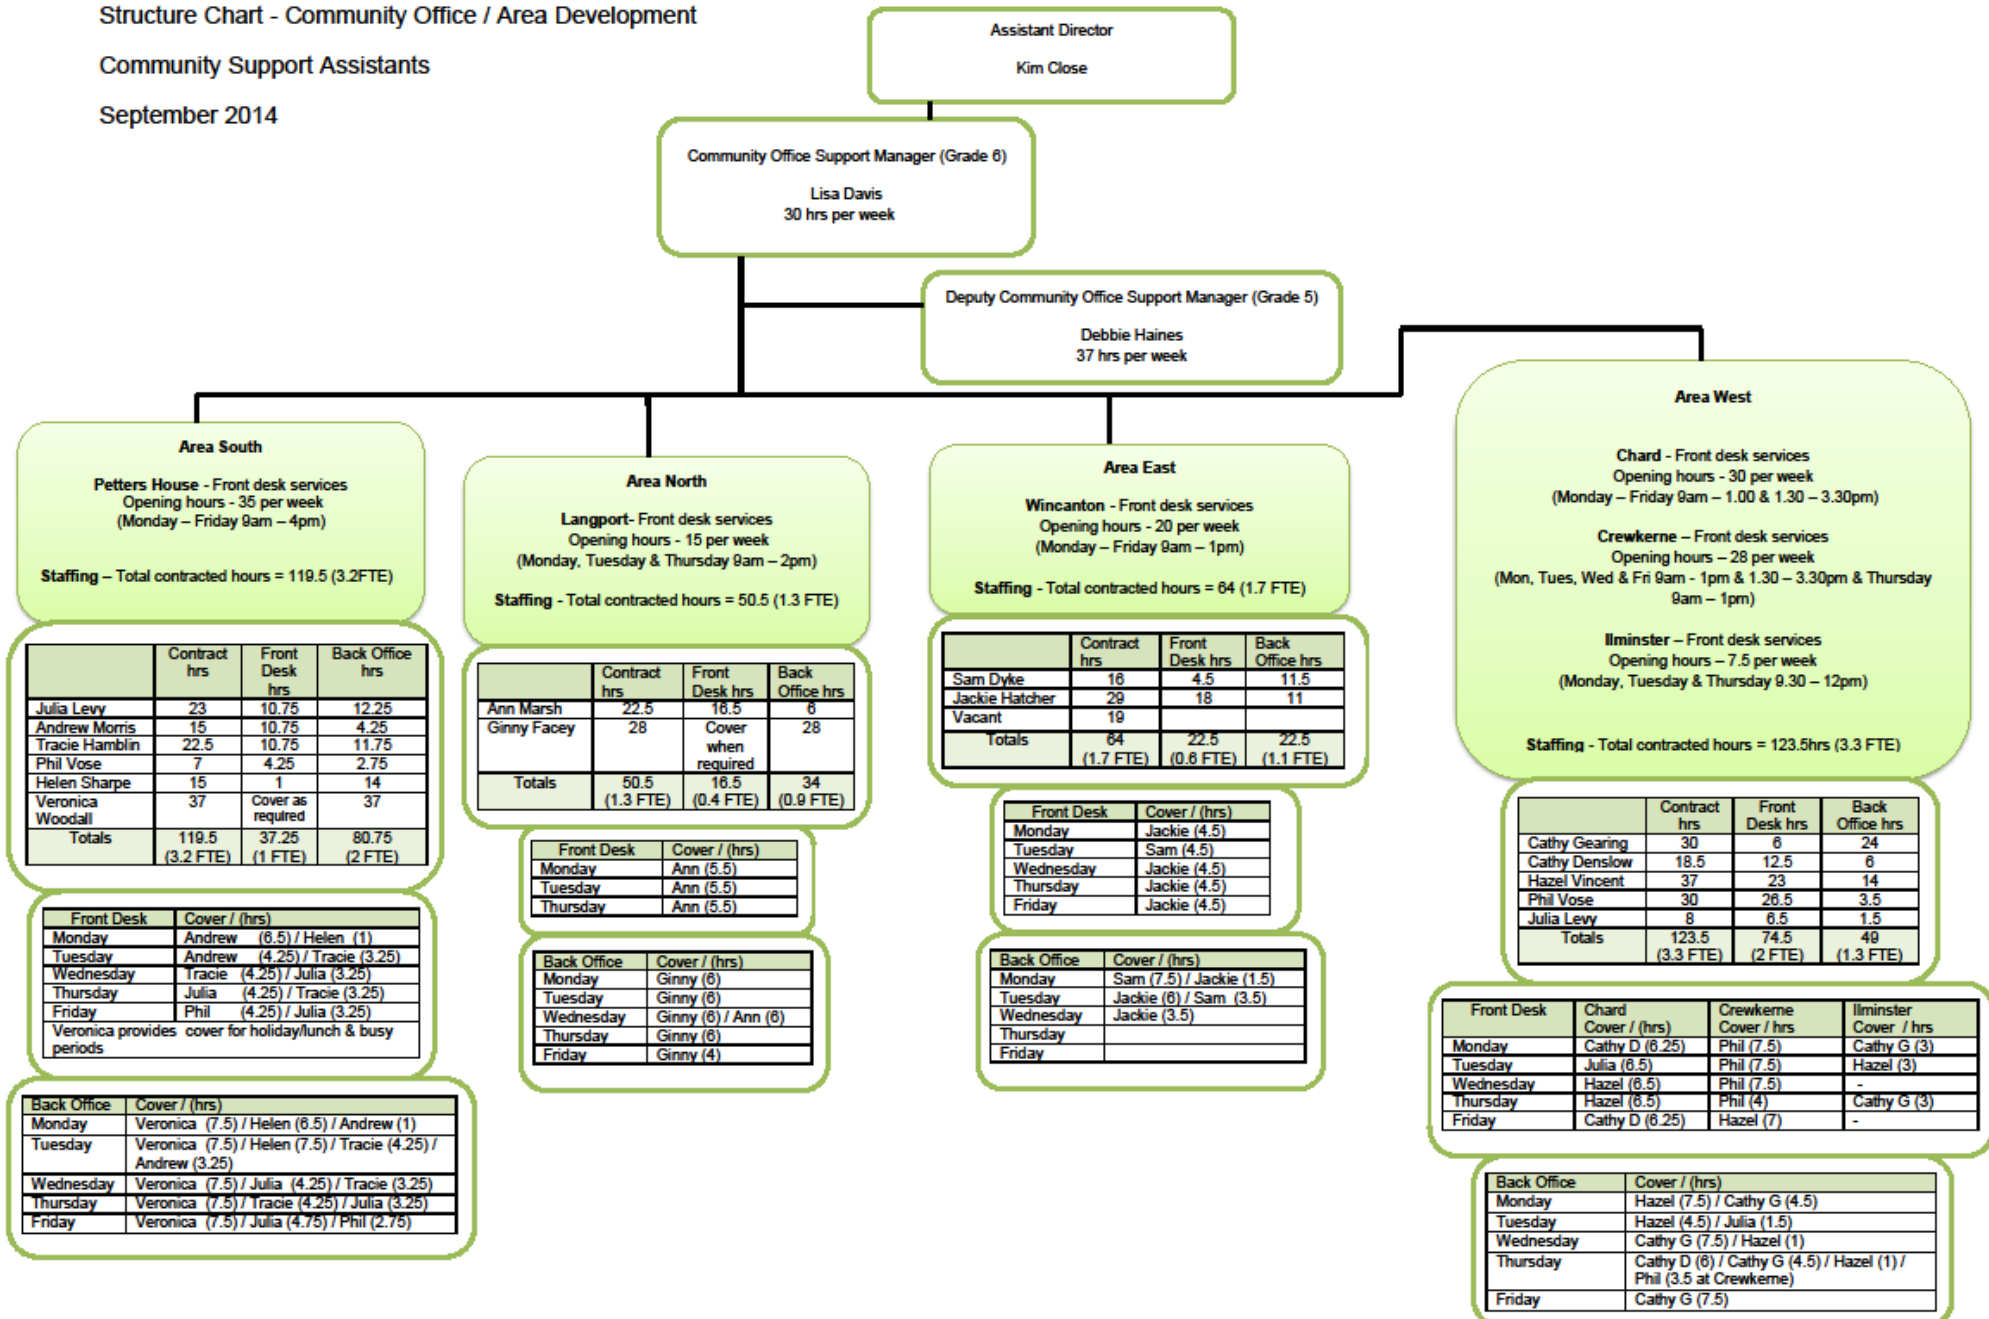 Structure Chart - Community Office / Area Development
Community Support Assistants
September 2014
Assistant Director
Kim Close
Community Office Support Manager (Grade 6)
Lisa Davis
30 hrs per week
Deputy Community Office Support Manager (Grade 5)
Debbie Haines
37 hrs per week
Area South
Petters House - Front desk services
Opening hours - 35 per week
(Monday – Friday 9am – 4pm)
Staffing – Total contracted hours = 119.5 (3.2FTE)
Contract hrs Front Desk hrs Back Office hrs
Julia Levy 23 10.75 12.25
Andrew Morris 15 10.75 4.25
Tracie Hamblin 22.5 10.75 11.75
Phil Vose 7 4.25 2.75
Helen Sharpe 15 1 14
Veronica Woodall 37 Cover as required 37
Totals 119.5 (3.2 FTE) 37.25 (1 FTE) 80.75 (2 FTE)
Front Desk Cover / (hrs)
Monday Andrew (6.5) / Helen (1)
Tuesday Andrew (4.25) / Tracie (3.25)
Wednesday Tracie (4.25) / Julia (3.25)
Thursday Julia (4.25) / Tracie (3.25)
Friday Phil (4.25) / Julia (3.25)
Veronica provides cover for holiday/lunch & busy
periods
Back Office Cover / (hrs)
Monday Veronica (7.5) / Helen (6.5) / Andrew (1)
Tuesday Veronica (7.5) / Helen (7.5) / Tracie (4.25) /
Andrew (3.25)
Wednesday Veronica (7.5) / Julia (4.25) / Tracie (3.25)
Thursday Veronica (7.5) / Tracie (4.25) / Julia (3.25)
Friday Veronica (7.5) / Julia (4.75) / Phil (2.75)
Area North
Langport- Front desk services
Opening hours - 15 per week
(Monday, Tuesday & Thursday 9am – 2pm)
Staffing - Total contracted hours = 50.5 (1.3 FTE)
Contract hrs Front Desk hrs Back Office hrs
Ann Marsh 22.5 16.5 6
Ginny Facey 28 Cover when required 28
Totals 50.5 (1.3 FTE) 16.5 (0.4 FTE) 34 (0.9 FTE)
Front Desk Cover / (hrs)
Monday Ann (5.5)
Tuesday Ann (5.5)
Thursday Ann (5.5)
Back Office Cover / (hrs)
Monday Ginny (6)
Tuesday Ginny (6)
Wednesday Ginny (6) / Ann (6)
Thursday Ginny (6)
Friday Ginny (4)
Area East
Wincanton - Front desk services
Opening hours - 20 per week
(Monday – Friday 9am – 1pm)
Staffing - Total contracted hours = 64 (1.7 FTE)
Contract hrs Front Desk hrs Back Office hrs
Sam Dyke 16 4.5 11.5
Jackie Hatcher 29 18 11
Vacant 19
Totals 64 (1.7 FTE) 22.5 (0.6 FTE) 22.5 (1.1 FTE)
Front Desk Cover / (hrs)
Monday Jackie (4.5)
Tuesday Sam (4.5)
Wednesday Jackie (4.5)
Thursday Jackie (4.5)
Friday Jackie (4.5)
Back Office Cover / (hrs)
Monday Sam (7.5) / Jackie (1.5)
Tuesday Jackie (6) / Sam (3.5)
Wednesday Jackie (3.5)
Thursday
Friday
Area West
Chard - Front desk services
Opening hours - 30 per week
(Monday – Friday 9am – 1.00 & 1.30 – 3.30pm)
Crewkerne – Front desk services
Opening hours – 28 per week
(Mon, Tues, Wed & Fri 9am - 1pm & 1.30 – 3.30pm & Thursday
9am – 1pm)
Ilminster – Front desk services
Opening hours – 7.5 per week
(Monday, Tuesday & Thursday 9.30 – 12pm)
Staffing - Total contracted hours = 123.5hrs (3.3 FTE)
Contract hrs Front Desk hrs Back Office hrs
Cathy Gearing 30 6 24
Cathy Denslow 18.5 12.5 6
Hazel Vincent 37 23 14
Phil Vose 30 26.5 3.5
Julia Levy 8 6.5 1.5
Totals 123.5 (3.3 FTE) 74.5 (2 FTE) 49 (1.3 FTE)
Front Desk Chard Cover / (hrs) Crewkerne Cover / hrs Ilminster Cover / hrs
Monday Cathy D (6.25) Phil (7.5) Cathy G (3)
Tuesday Julia (6.5) Phil (7.5) Hazel (3)
Wednesday Hazel (6.5) Phil (7.5) -
Thursday Hazel (6.5) Phil (4) Cathy G (3)
Friday Cathy D (6.25) Hazel (7) -
Back Office Cover / (hrs)
Monday Hazel (7.5) / Cathy G (4.5)
Tuesday Hazel (4.5) / Julia (1.5)
Wednesday Cathy G (7.5) / Hazel (1)
Thursday Cathy D (6) / Cathy G (4.5) / Hazel (1) /
Phil (3.5 at Crewkerne)
Friday Cathy G (7.5)